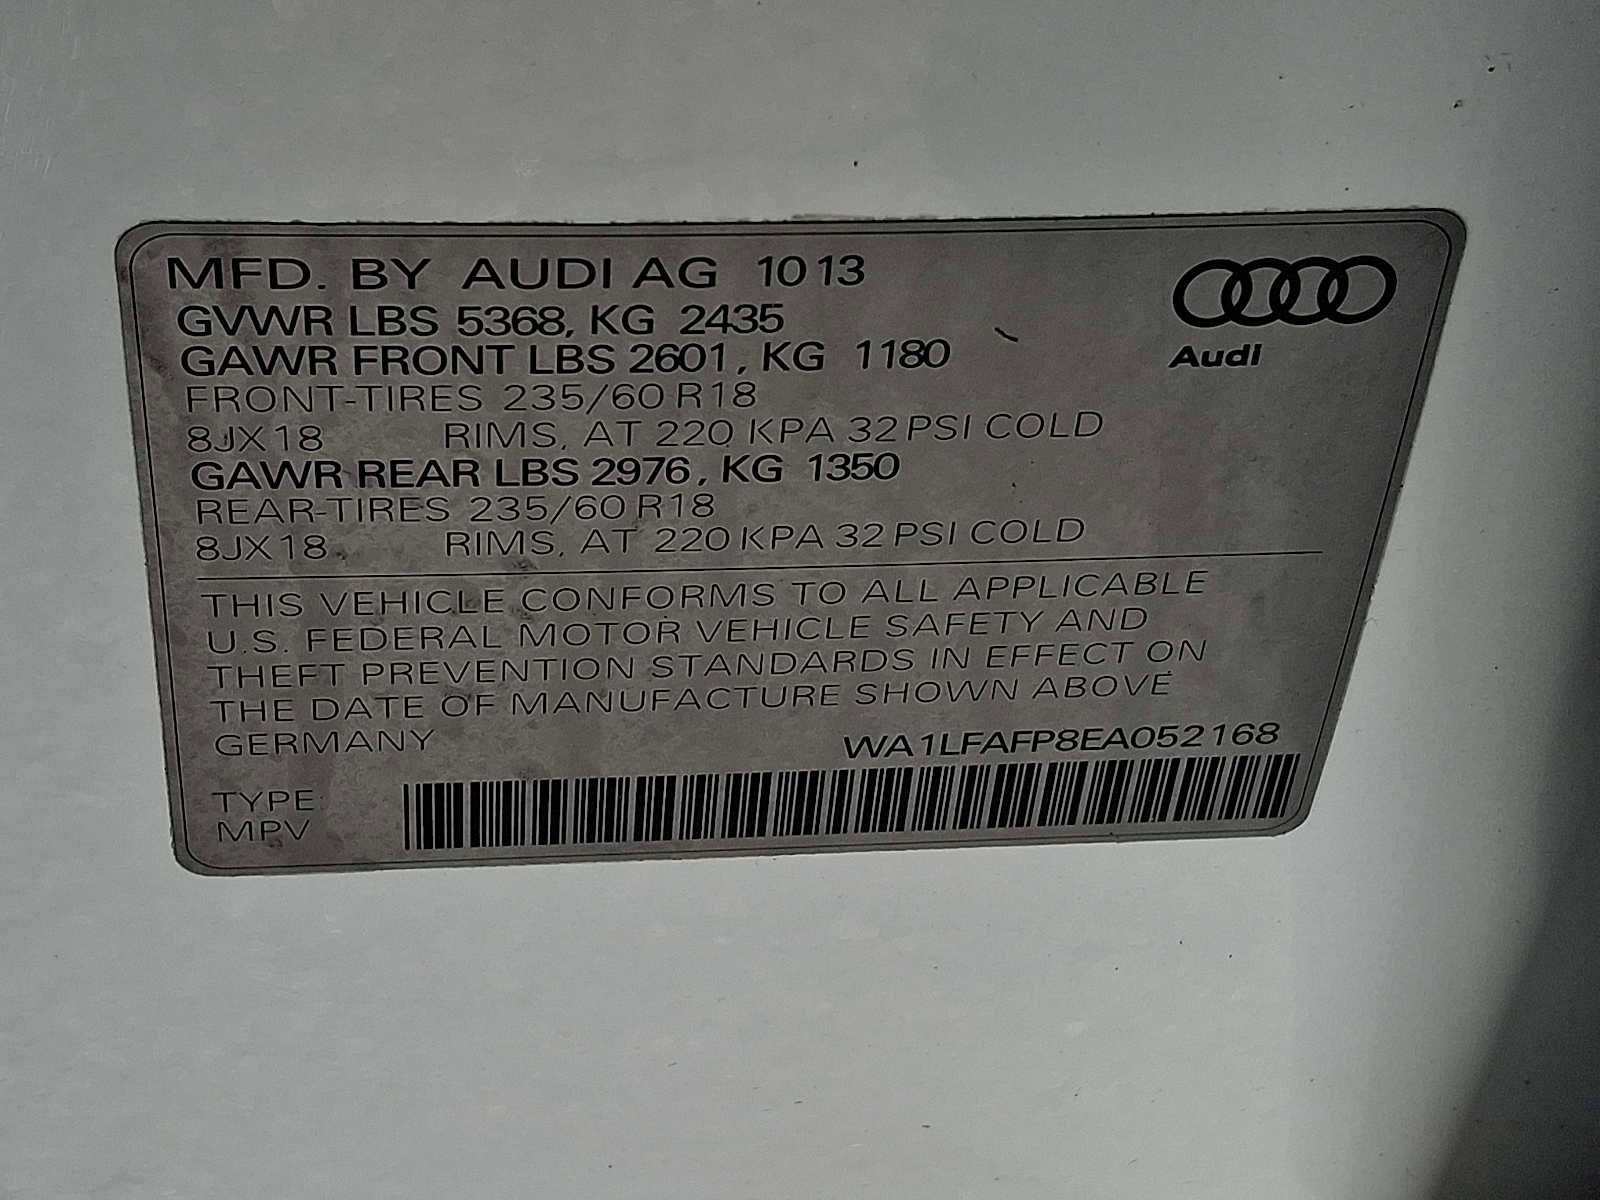 MFD. BY AUDI AG 10 13
GVWR LBS 5368, KG 2435
GAWR FRONT LBS 2601, KG 1180
FRONT-TIRES 235/60 R18
8JX18 RIMS, AT 220 KPA 32 PSI COLD
GAWR REAR LBS 2976, KG 1350
REAR-TIRES 235/60 R18
8JX18 RIMS, AT 220 KPA 32 PSI COLD
Audi
THIS VEHICLE CONFORMS TO ALL APPLICABLE
U.S. FEDERAL MOTOR VEHICLE SAFETY AND
THEFT PREVENTION STANDARDS IN EFFECT ON
THE DATE OF MANUFACTURE SHOWN ABOVE
GERMANY WA1LFAFP8EA052168
TYPE:
MPV